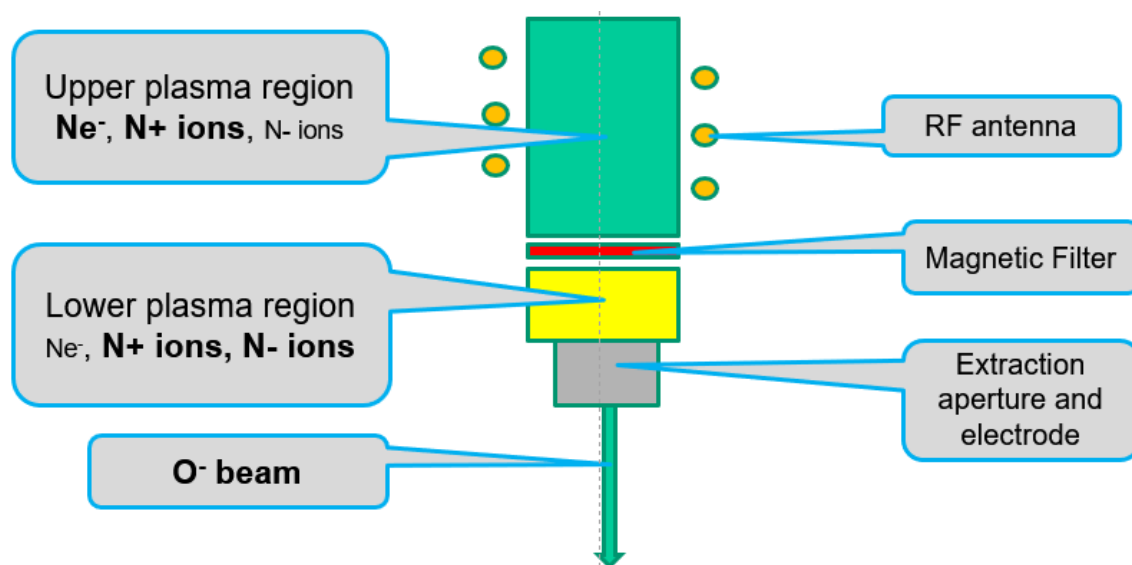 Upper plasma region
Ne⁻, N+ ions, N- ions
RF antenna
Magnetic Filter
Lower plasma region
Ne⁻, N+ ions, N- ions
Extraction
aperture and
electrode
O⁻ beam